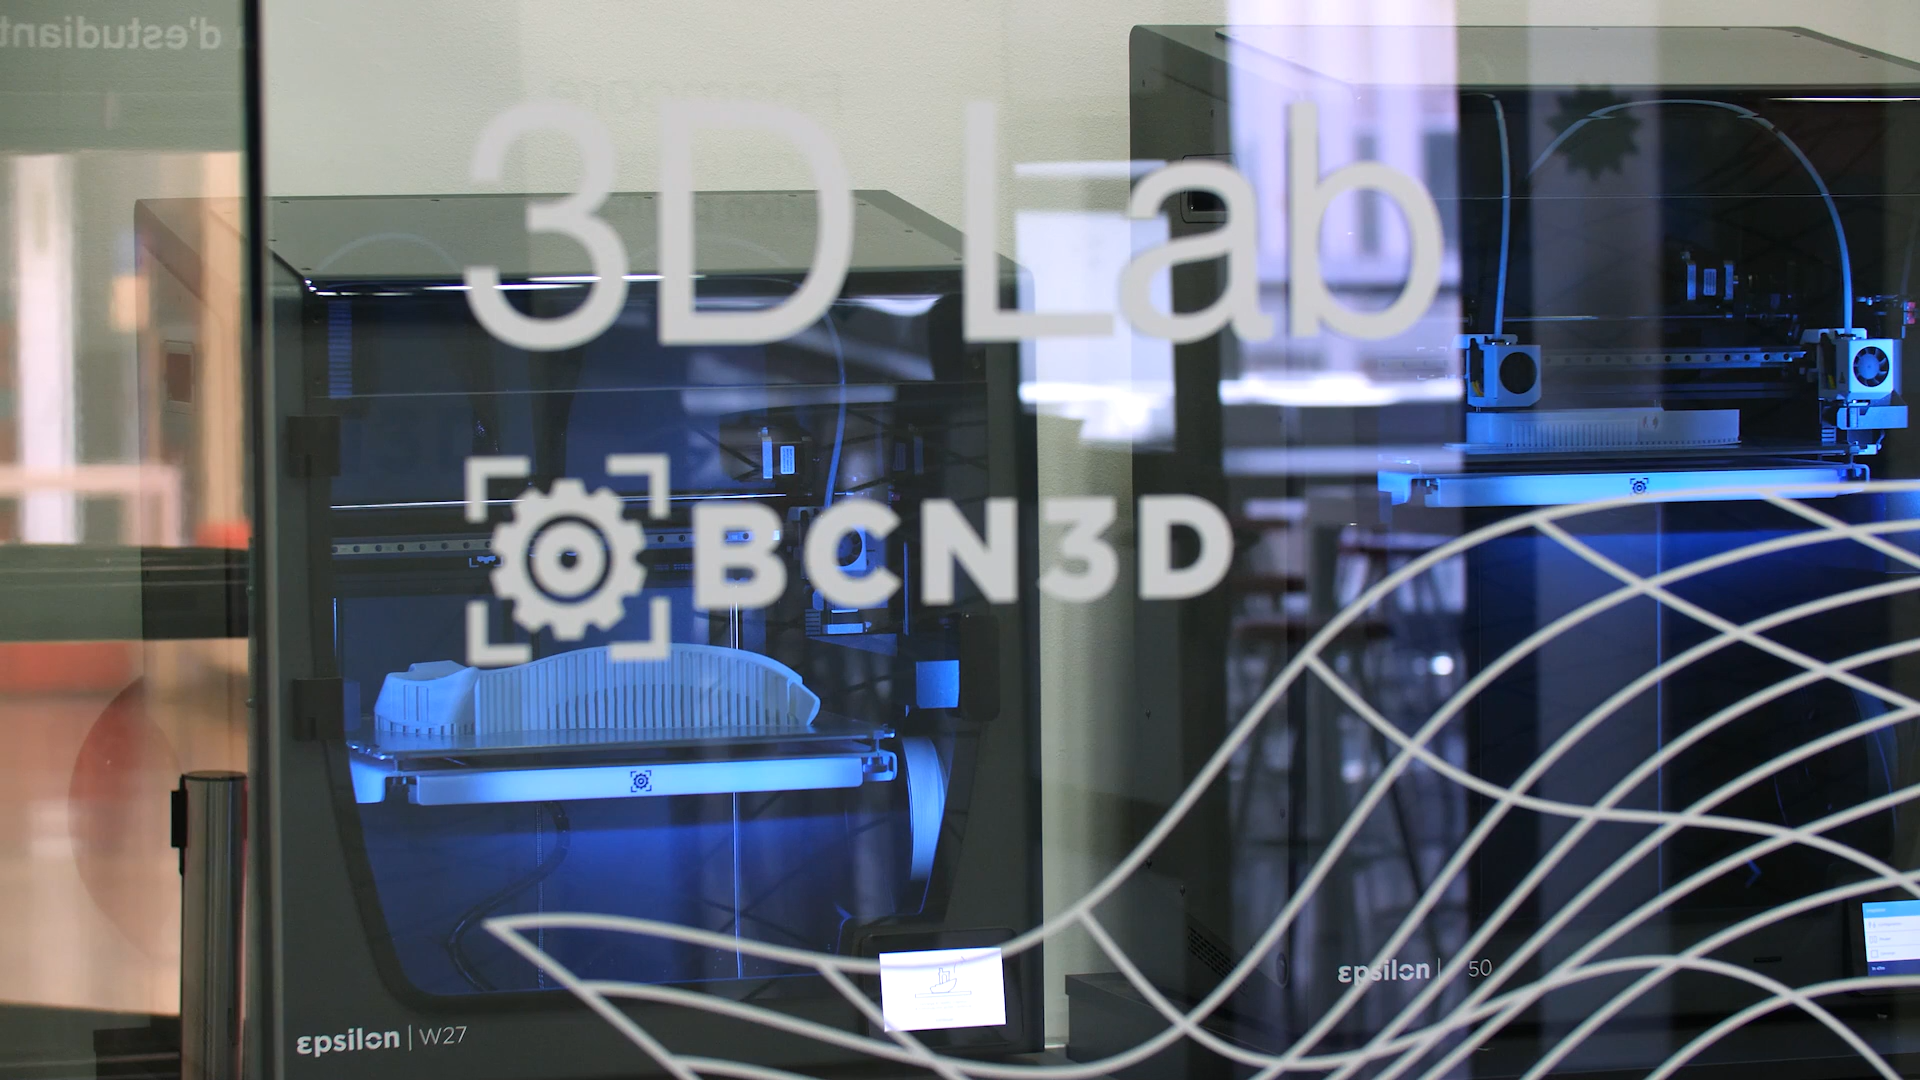 d'estudiant
3D Lab
BCN3D
epsilon | 50
epsilon | W27